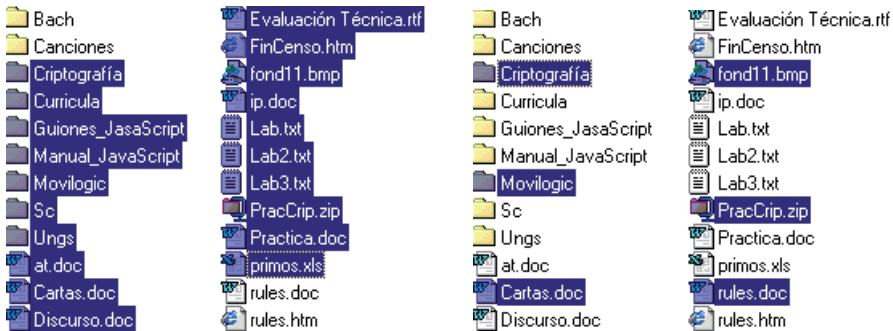 Bach
Canciones
Criptografía
Curricula
Guiones_JasaScript
Manual_JavaScript
Movilogic
Sc
Ungs
at.doc
Cartas.doc
Discurso.doc
Evaluación Técnica.rtf
FinCenso.htm
fond11.bmp
ip.doc
Lab.txt
Lab2.txt
Lab3.txt
PracCrip.zip
Practica.doc
primos.xls
rules.doc
rules.htm
Bach
Canciones
Criptografía
Curricula
Guiones_JasaScript
Manual_JavaScript
Movilogic
Sc
Ungs
at.doc
Cartas.doc
Discurso.doc
Evaluación Técnica.rtf
FinCenso.htm
fond11.bmp
ip.doc
Lab.txt
Lab2.txt
Lab3.txt
PracCrip.zip
Practica.doc
primos.xls
rules.doc
rules.htm